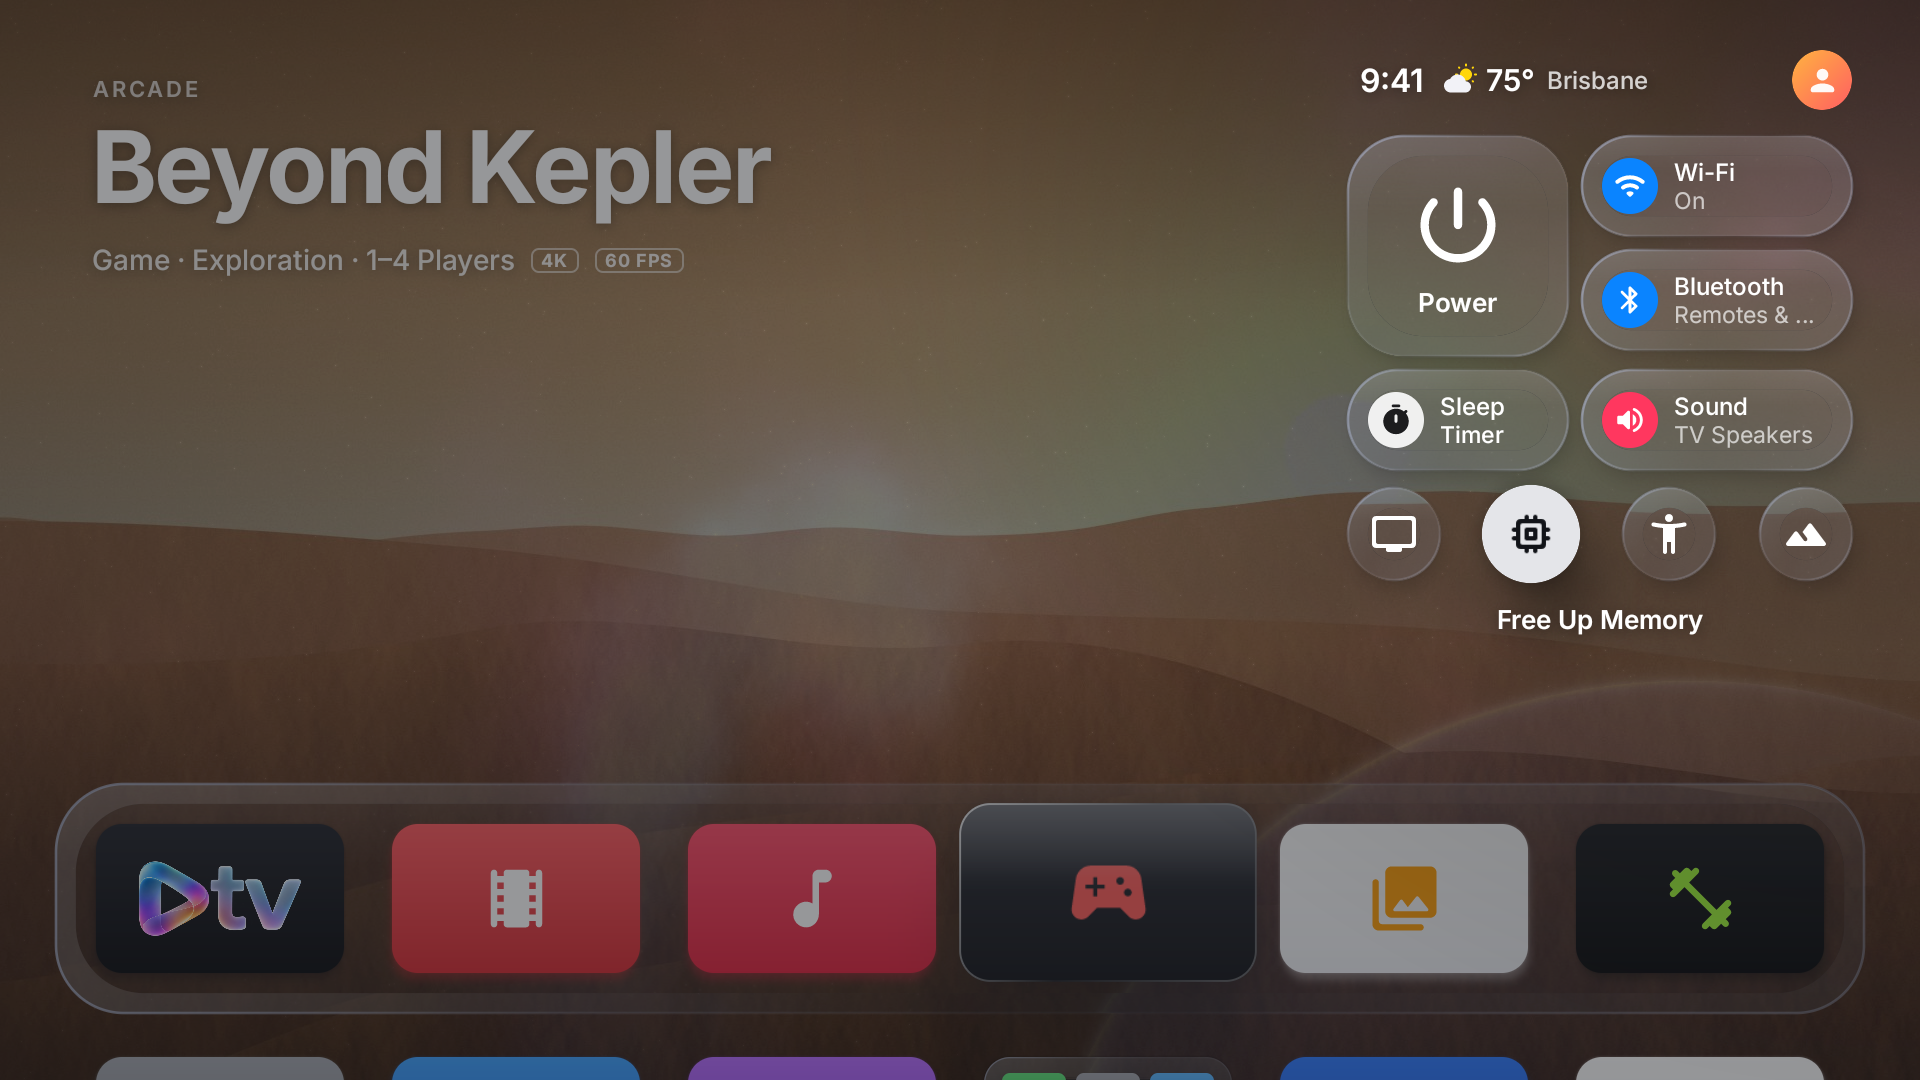 ARCADE
Beyond Kepler
Game · Exploration · 1–4 Players 4K 60 FPS
9:41 75° Brisbane
Power
Wi-Fi
On
Bluetooth
Remotes & ...
Sleep
Timer
Sound
TV Speakers
Free Up Memory
tv